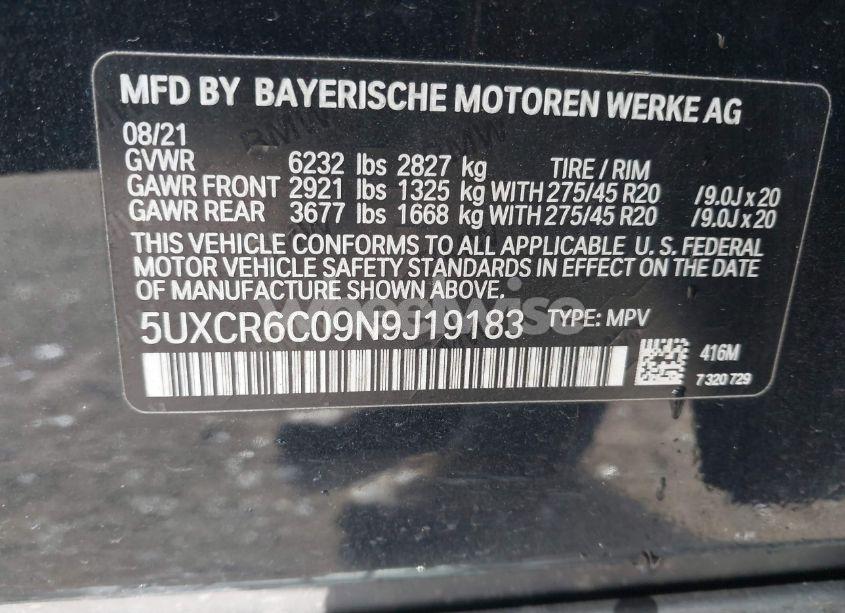 MFD BY BAYERISCHE MOTOREN WERKE AG
08/21
GVWR 6232 lbs 2827 kg TIRE / RIM
GAWR FRONT 2921 lbs 1325 kg WITH 275/45 R20 /9.0J x 20
GAWR REAR 3677 lbs 1668 kg WITH 275/45 R20 /9.0J x 20
THIS VEHICLE CONFORMS TO ALL APPLICABLE U. S. FEDERAL
MOTOR VEHICLE SAFETY STANDARDS IN EFFECT ON THE DATE
OF MANUFACTURE SHOWN ABOVE.
5UXCR6C09N9J19183 TYPE: MPV
416M
7 320 729